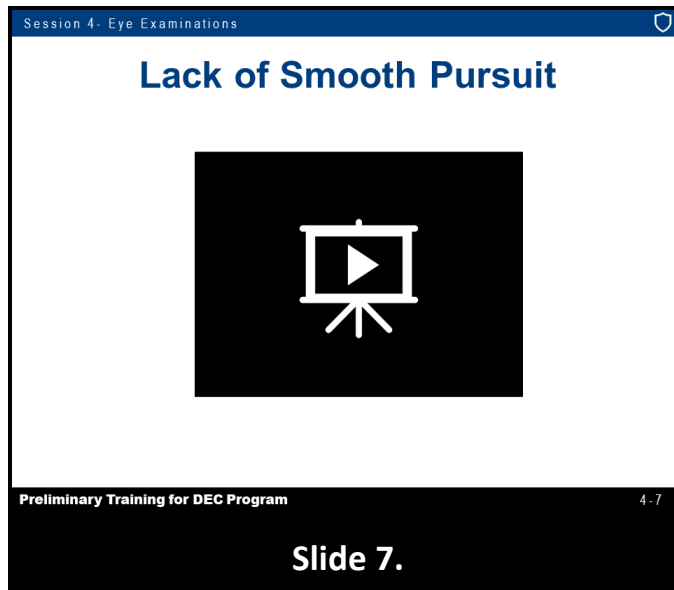 Session 4- Eye Examinations
Lack of Smooth Pursuit
Preliminary Training for DEC Program
4-7
Slide 7.